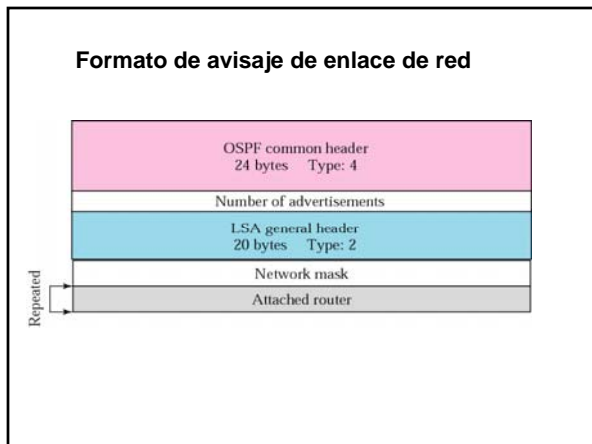 Formato de avisaje de enlace de red
OSPF common header
24 bytes Type: 4
Number of advertisements
LSA general header
20 bytes Type: 2
Network mask
Attached router
Repeated